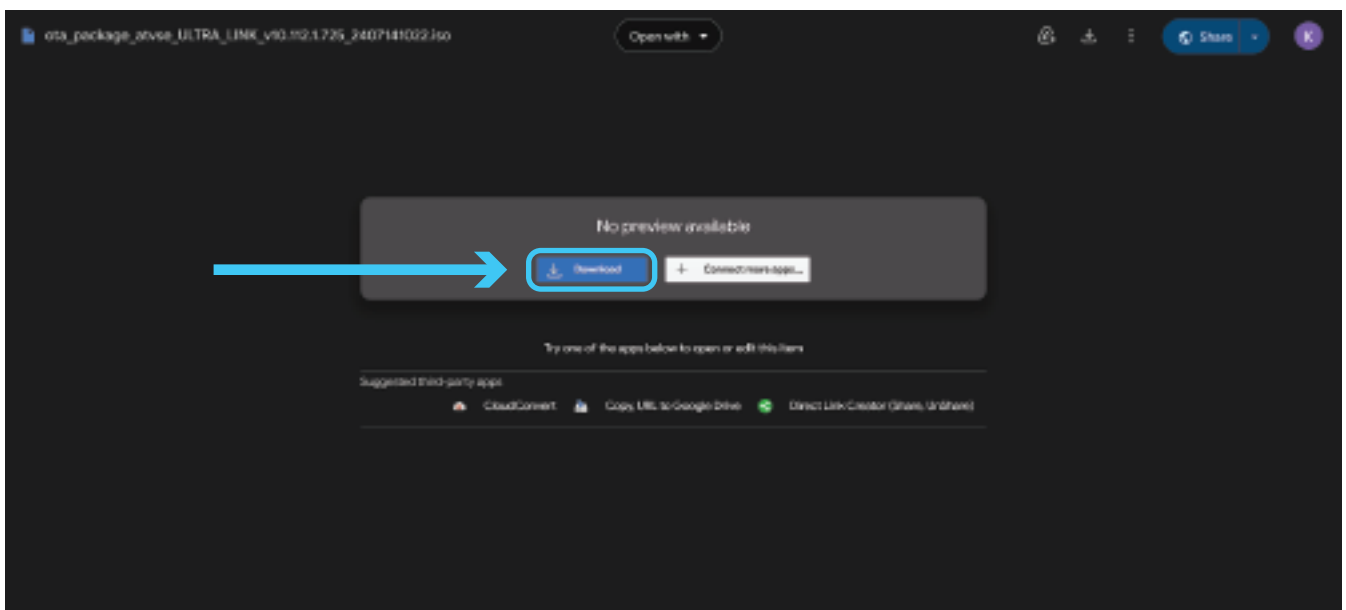 ota_package_atvse_ULTRA_LINK_v10.112.1.725_2407141022.iso
Open with
Share
K
No preview available
Download
Connect more apps...
Try one of the apps below to open or edit this item
Suggested third-party apps
CloudConvert
Copy, URL to Google Drive
Direct Link Creator (Share, UnShare)